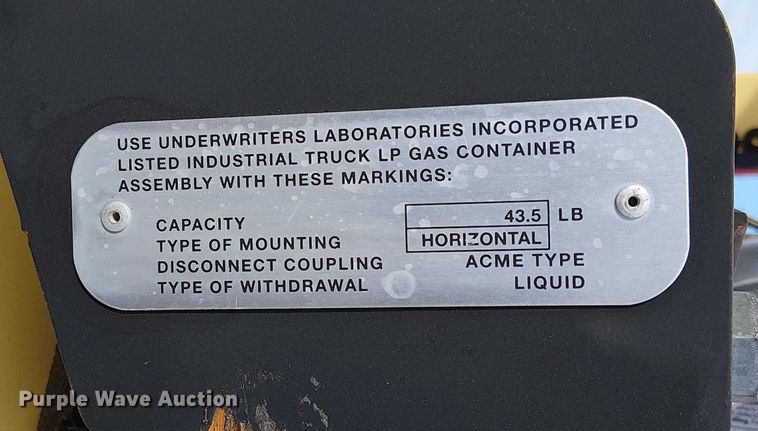 USE UNDERWRITERS LABORATORIES INCORPORATED
LISTED INDUSTRIAL TRUCK LP GAS CONTAINER
ASSEMBLY WITH THESE MARKINGS:
CAPACITY 43.5 LB
TYPE OF MOUNTING HORIZONTAL
DISCONNECT COUPLING ACME TYPE
TYPE OF WITHDRAWAL LIQUID
Purple Wave Auction